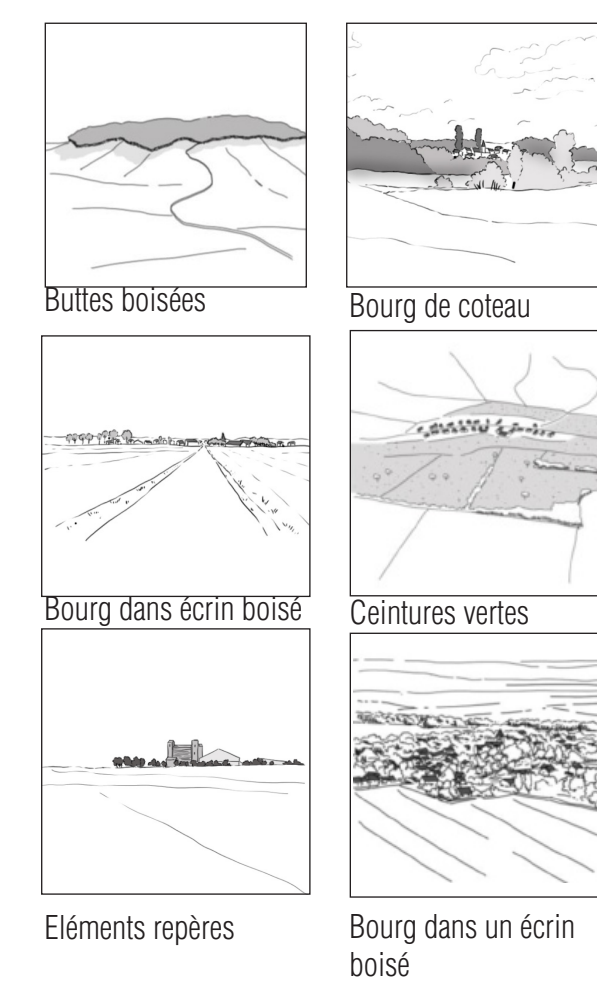 Buttes boisées
Bourg de coteau
Bourg dans écrin boisé
Ceintures vertes
Eléments repères
Bourg dans un écrin
boisé